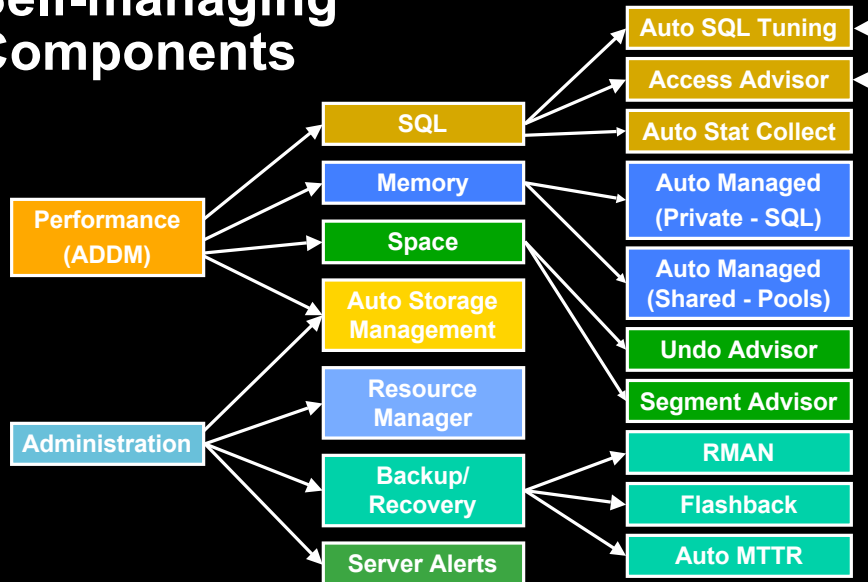 Self-managing
Components
Performance
(ADDM)
Administration
SQL
Memory
Space
Auto Storage
Management
Resource
Manager
Backup/
Recovery
Server Alerts
Auto SQL Tuning
Access Advisor
Auto Stat Collect
Auto Managed
(Private - SQL)
Auto Managed
(Shared - Pools)
Undo Advisor
Segment Advisor
RMAN
Flashback
Auto MTTR